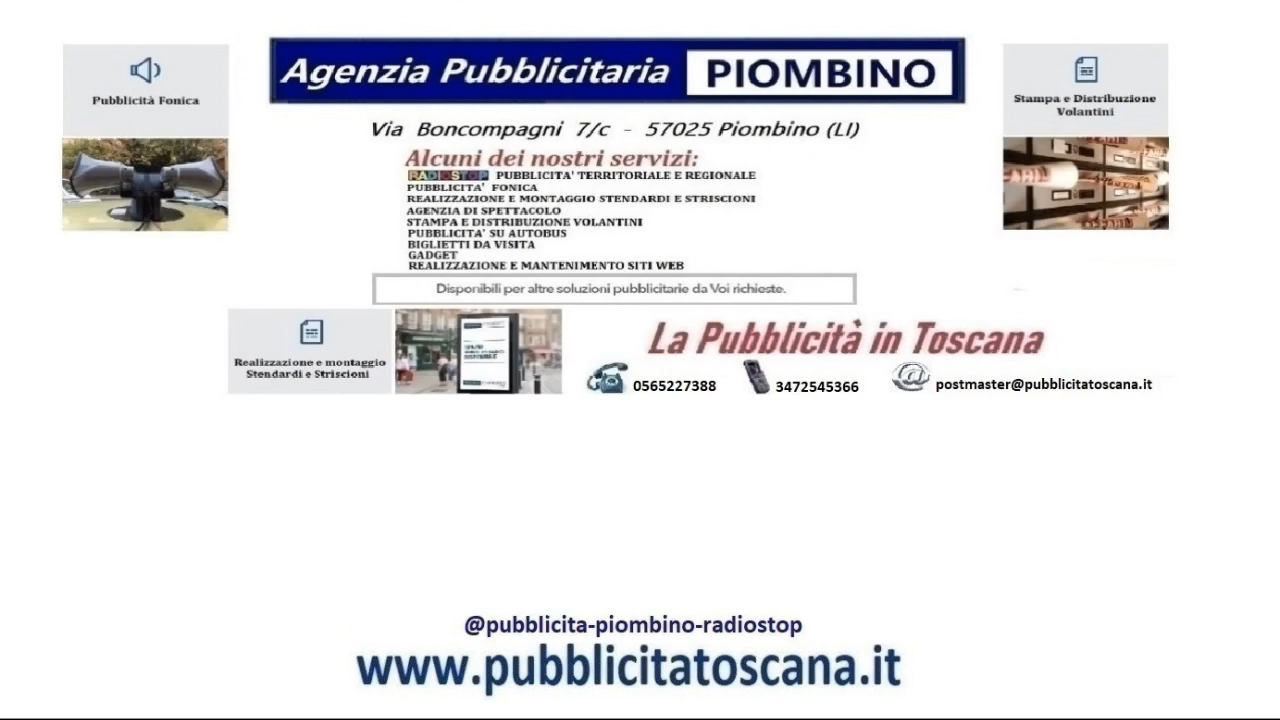 Agenzia Pubblicitaria PIOMBINO
Via Boncompagni 7/c - 57025 Piombino (LI)
Pubblicità Fonica
Stampa e Distribuzione
Volantini
Alcuni dei nostri servizi:
RADIOSTOP PUBBLICITA' TERRITORIALE E REGIONALE
PUBBLICITA' FONICA
REALIZZAZIONE E MONTAGGIO STENDARDI E STRISCIONI
AGENZIA DI SPETTACOLO
STAMPA E DISTRIBUZIONE VOLANTINI
PUBBLICITA' SU AUTOBUS
BIGLIETTI DA VISITA
GADGET
REALIZZAZIONE E MANTENIMENTO SITI WEB
Disponibili per altre soluzioni pubblicitarie da Voi richieste.
Realizzazione e montaggio
Stendardi e Striscioni
La Pubblicità in Toscana
0565227388 3472545366 postmaster@pubblicitatoscana.it
@pubblicita-piombino-radiostop
www.pubblicitatoscana.it